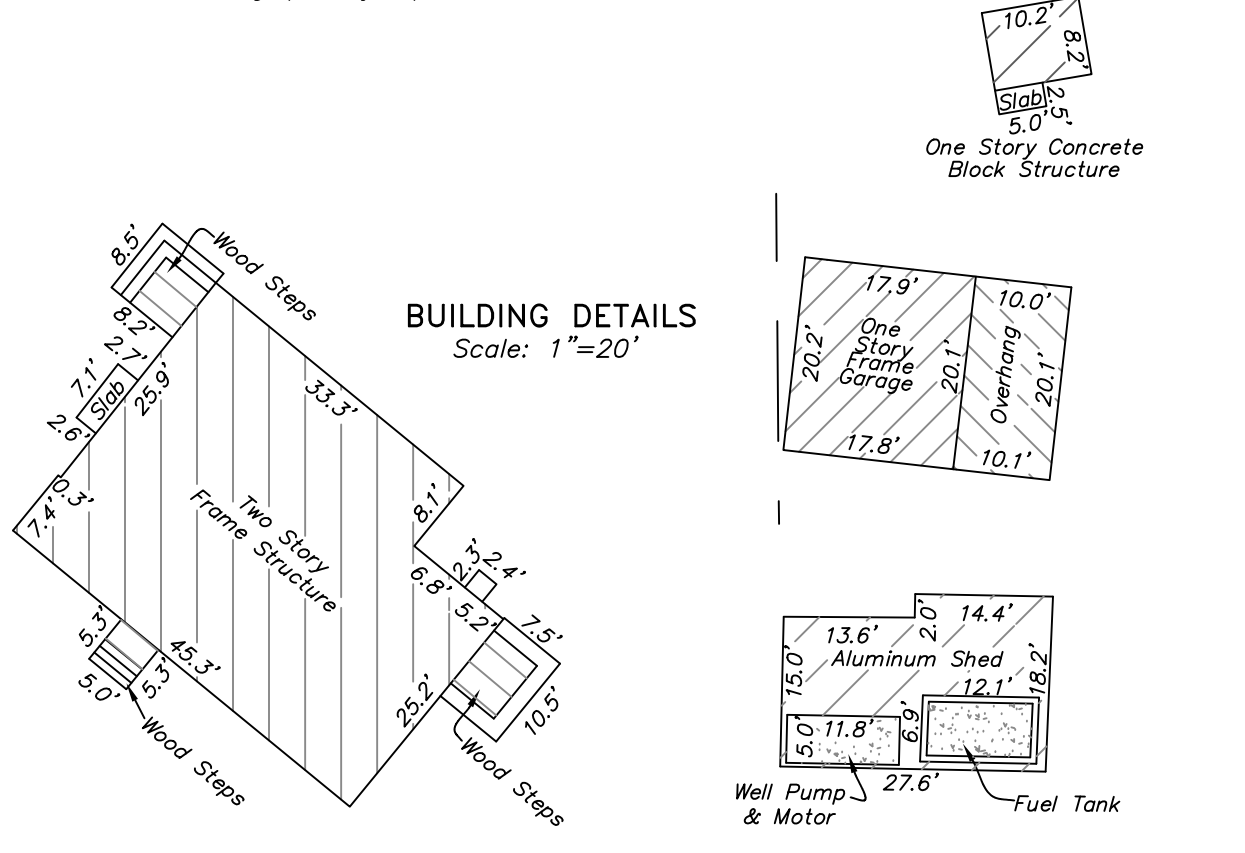 10.2'
8.2'
Slab
2.5'
5.0'
One Story Concrete
Block Structure
8.5'
Wood Steps
8.2'
2.7'
7.1'
Slab
25.9'
2.6'
0.3'
7.4'
33.3'
Two Story
Frame Structure
8.1'
6.8'
2.3'
2.4'
5.2'
7.5'
10.5'
25.2'
Wood Steps
45.3'
5.3'
5.3'
5.0'
Wood Steps
BUILDING DETAILS
Scale: 1"=20'
17.9'
10.0'
One
Story
Frame
Garage
20.2'
20.1'
Overhang
20.1'
17.8'
10.1'
14.4'
2.0'
13.6'
Aluminum Shed
15.0'
18.2'
12.1'
5.0'
11.8'
6.9'
27.6'
Well Pump
& Motor
Fuel Tank